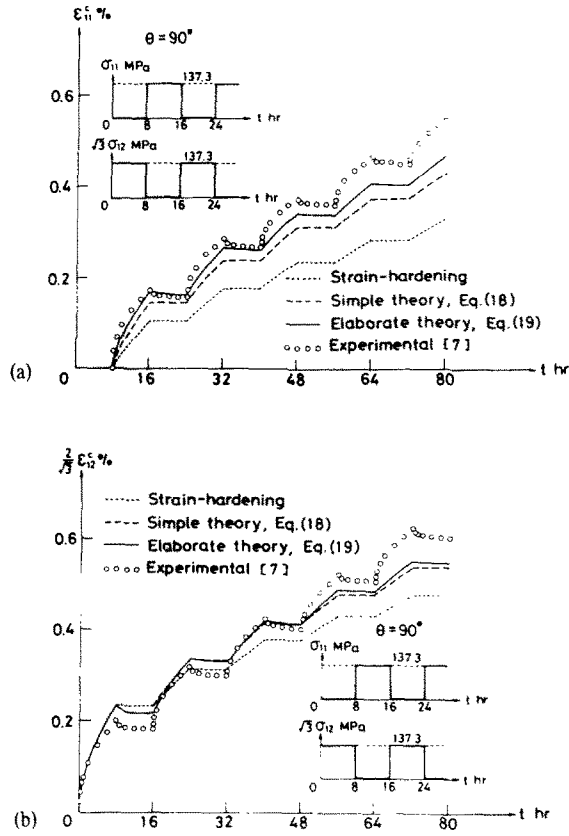 ε₁₁ᶜ %
θ = 90°
σ₁₁ MPa
137.3
0 8 16 24 t hr
√3 σ₁₂ MPa
137.3
0 8 16 24 t hr
0.6
0.4
0.2
0
Strain-hardening
Simple theory, Eq.(18)
Elaborate theory, Eq.(19)
Experimental [7]
16 32 48 64 80 t hr
(a)
2/√3 ε₁₂ᶜ %
Strain-hardening
Simple theory, Eq.(18)
Elaborate theory, Eq.(19)
Experimental [7]
0.6
0.4
0.2
0
θ = 90°
σ₁₁ MPa
137.3
0 8 16 24 t hr
√3 σ₁₂ MPa
137.3
0 8 16 24 t hr
16 32 48 64 80 t hr
(b)